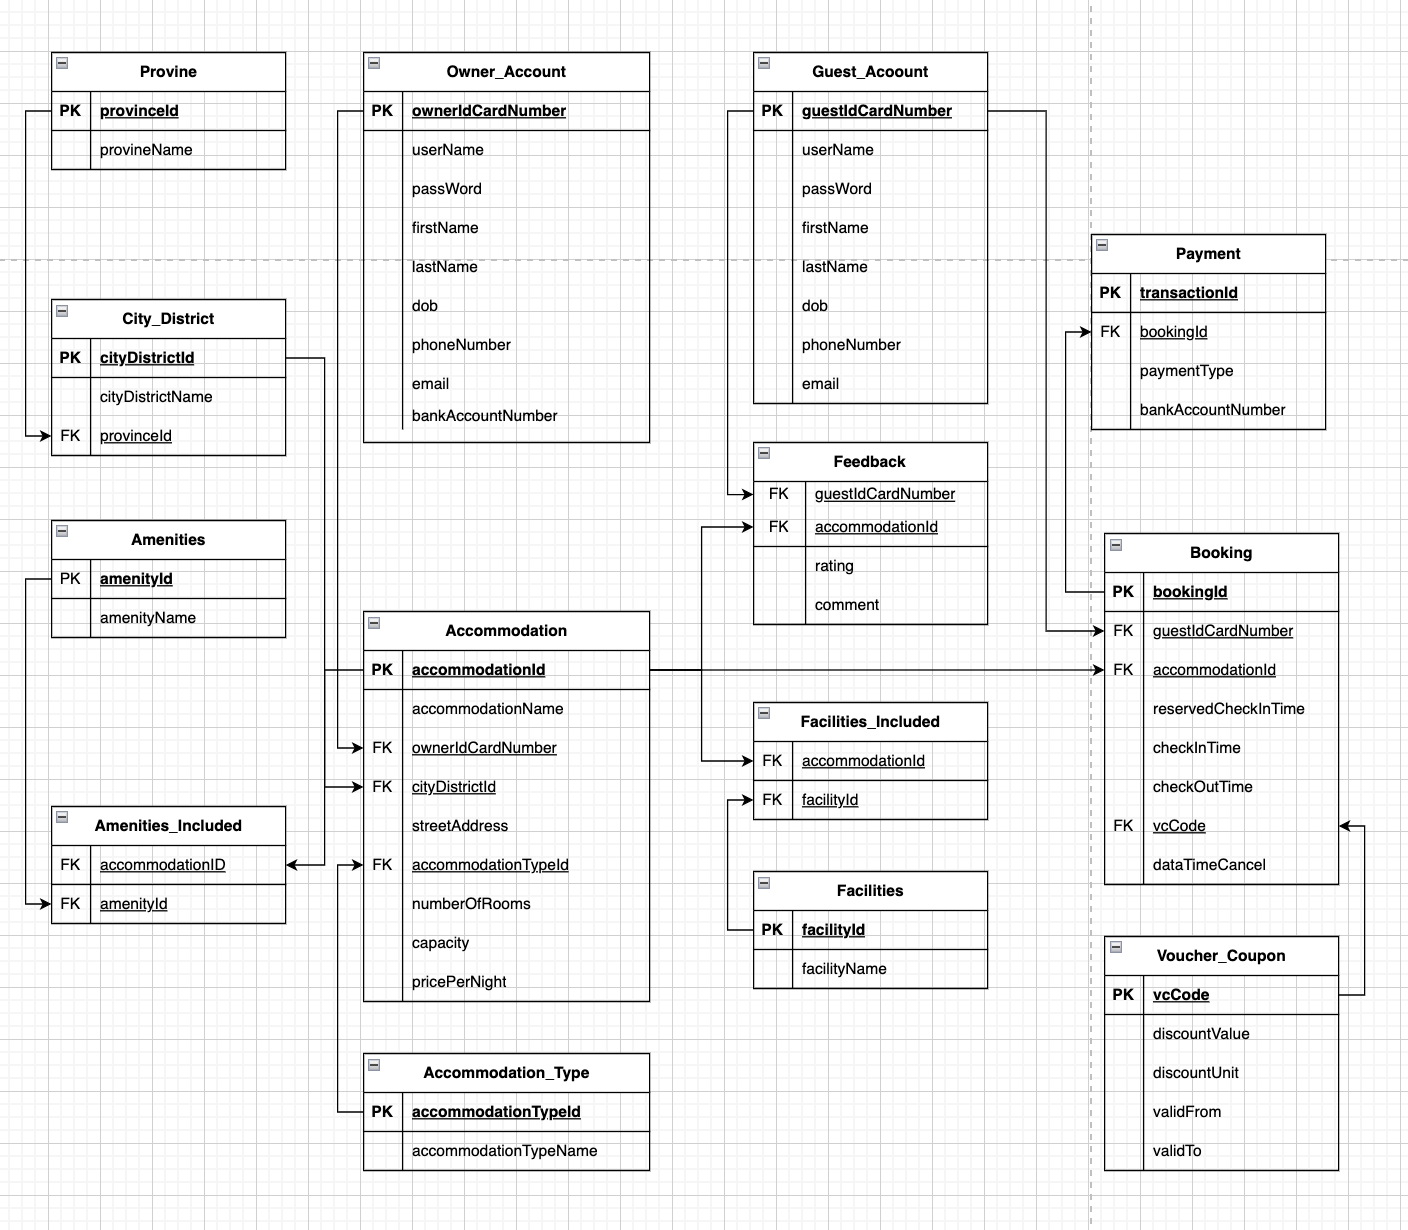 Provine
PK provinceId
provineName
Owner_Account
PK ownerIdCardNumber
userName
passWord
firstName
lastName
dob
phoneNumber
email
bankAccountNumber
Guest_Acoount
PK guestIdCardNumber
userName
passWord
firstName
lastName
dob
phoneNumber
email
Payment
PK transactionId
FK bookingId
paymentType
bankAccountNumber
City_District
PK cityDistrictId
cityDistrictName
FK provinceId
Feedback
FK guestIdCardNumber
FK accommodationId
rating
comment
Amenities
PK amenityId
amenityName
Booking
PK bookingId
FK guestIdCardNumber
FK accommodationId
reservedCheckInTime
checkInTime
checkOutTime
FK vcCode
dataTimeCancel
Accommodation
PK accommodationId
accommodationName
FK ownerIdCardNumber
FK cityDistrictId
streetAddress
FK accommodationTypeId
numberOfRooms
capacity
pricePerNight
Facilities_Included
FK accommodationId
FK facilityId
Amenities_Included
FK accommodationID
FK amenityId
Facilities
PK facilityId
facilityName
Voucher_Coupon
PK vcCode
discountValue
discountUnit
validFrom
validTo
Accommodation_Type
PK accommodationTypeId
accommodationTypeName